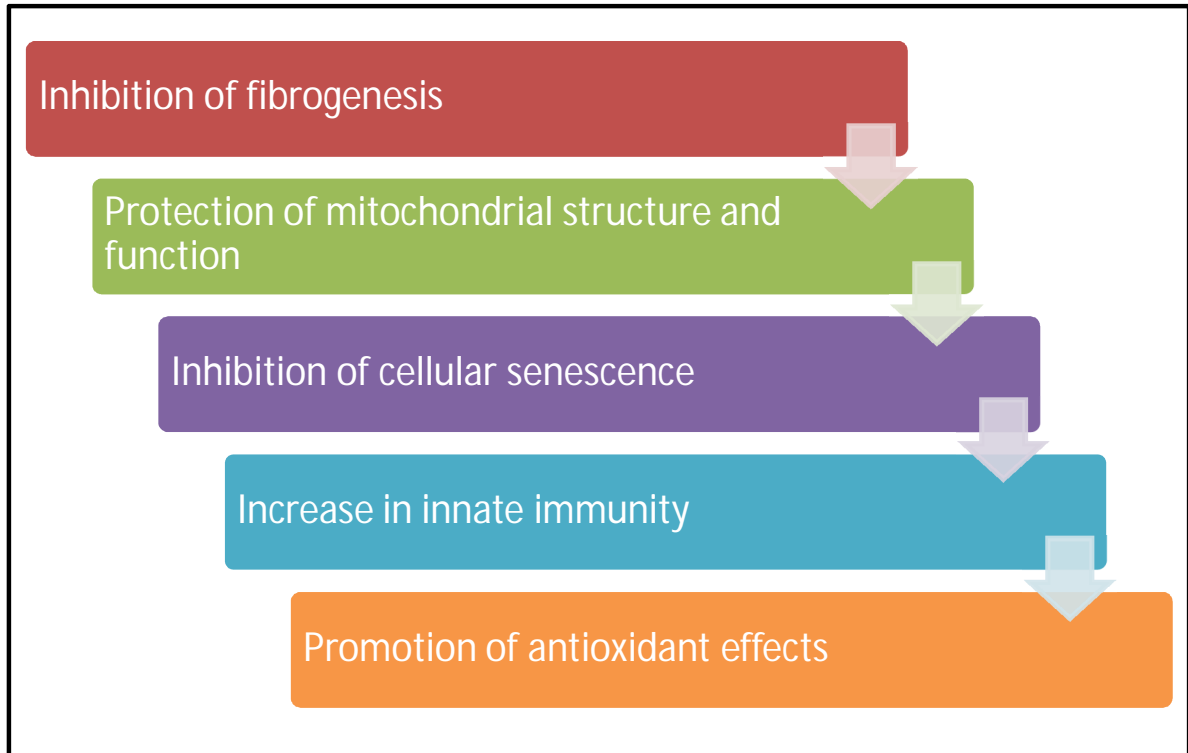 Inhibition of fibrogenesis
Protection of mitochondrial structure and
function
Inhibition of cellular senescence
Increase in innate immunity
Promotion of antioxidant effects